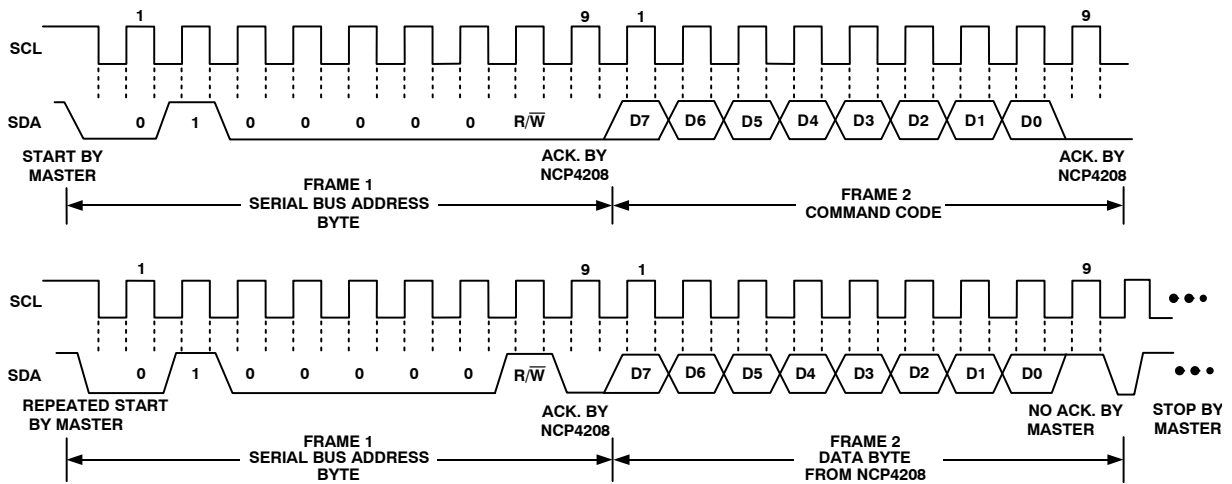 1 9 1 9
SCL
SDA 0 1 0 0 0 0 0 R/W̅ D7 D6 D5 D4 D3 D2 D1 D0
START BY
MASTER
ACK. BY
NCP4208
ACK. BY
NCP4208
FRAME 1
SERIAL BUS ADDRESS
BYTE
FRAME 2
COMMAND CODE
1 9 1 9
SCL
SDA 0 1 0 0 0 0 0 R/W̅ D7 D6 D5 D4 D3 D2 D1 D0
REPEATED START
BY MASTER
ACK. BY
NCP4208
NO ACK. BY
MASTER
STOP BY
MASTER
FRAME 1
SERIAL BUS ADDRESS
BYTE
FRAME 2
DATA BYTE
FROM NCP4208